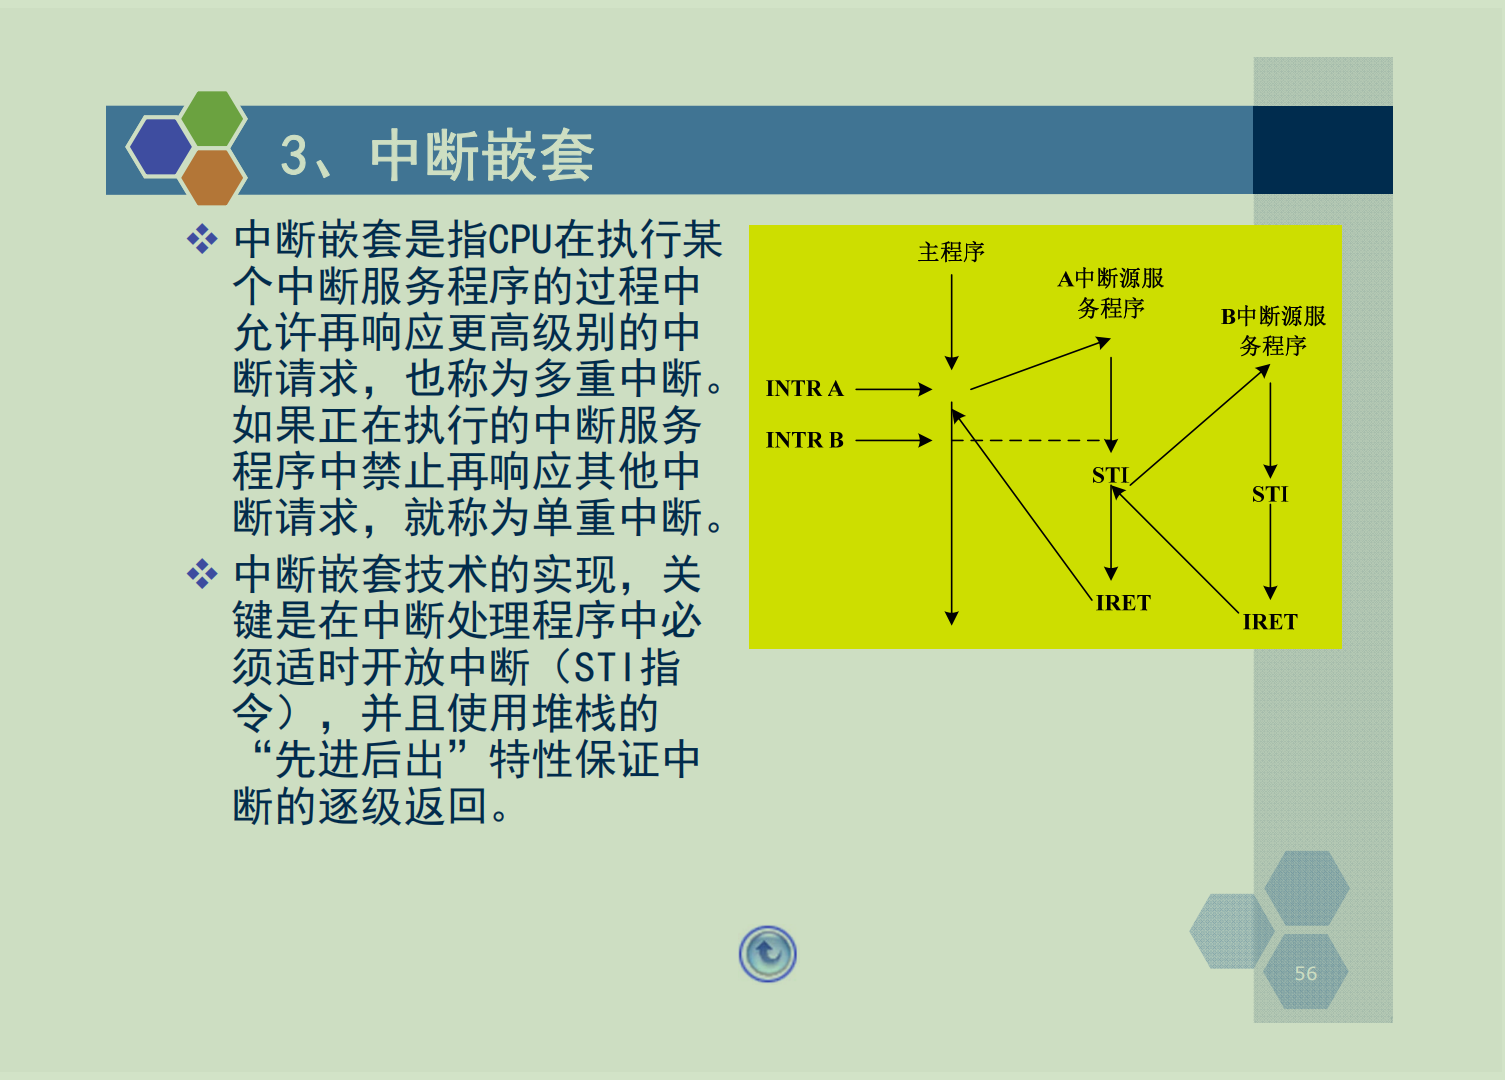 3、中断嵌套
中断嵌套是指CPU在执行某
个中断服务程序的过程中
允许再响应更高级别的中
断请求，也称为多重中断。
如果正在执行的中断服务
程序中禁止再响应其他中
断请求，就称为单重中断。
中断嵌套技术的实现，关
键是在中断处理程序中必
须适时开放中断（STI指
令），并且使用堆栈的
“先进后出”特性保证中
断的逐级返回。
主程序
A中断源服
务程序
B中断源服
务程序
INTR A
INTR B
STI
STI
IRET
IRET
56